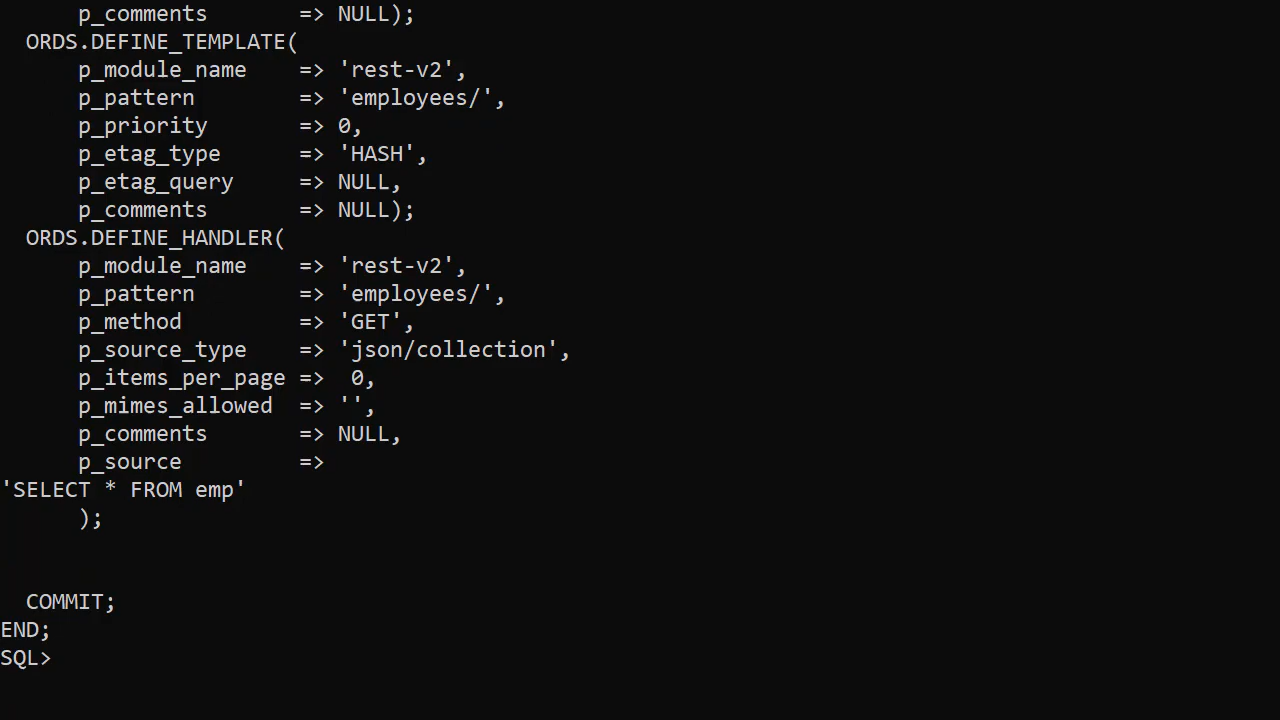 p_comments       => NULL);
  ORDS.DEFINE_TEMPLATE(
      p_module_name    => 'rest-v2',
      p_pattern        => 'employees/',
      p_priority       => 0,
      p_etag_type      => 'HASH',
      p_etag_query     => NULL,
      p_comments       => NULL);
  ORDS.DEFINE_HANDLER(
      p_module_name    => 'rest-v2',
      p_pattern        => 'employees/',
      p_method         => 'GET',
      p_source_type    => 'json/collection',
      p_items_per_page =>  0,
      p_mimes_allowed  => '',
      p_comments       => NULL,
      p_source         =>
'SELECT * FROM emp'
      );
  COMMIT;
END;
SQL>